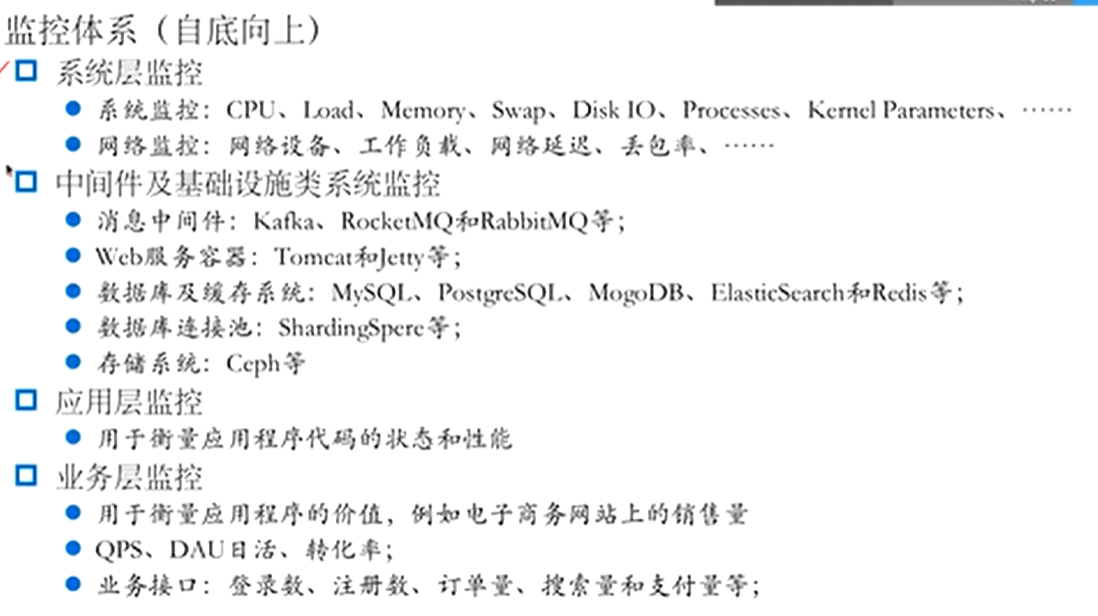 监控体系（自底向上）
系统层监控
系统监控：CPU、Load、Memory、Swap、Disk IO、Processes、Kernel Parameters、……
网络监控：网络设备、工作负载、网络延迟、丢包率、……
中间件及基础设施类系统监控
消息中间件：Kafka、RocketMQ和RabbitMQ等；
Web服务容器：Tomcat和Jetty等；
数据库及缓存系统：MySQL、PostgreSQL、MogoDB、ElasticSearch和Redis等；
数据库连接池：ShardingSpere等；
存储系统：Ceph等
应用层监控
用于衡量应用程序代码的状态和性能
业务层监控
用于衡量应用程序的价值，例如电子商务网站上的销售量
QPS、DAU日活、转化率；
业务接口：登录数、注册数、订单量、搜索量和支付量等；